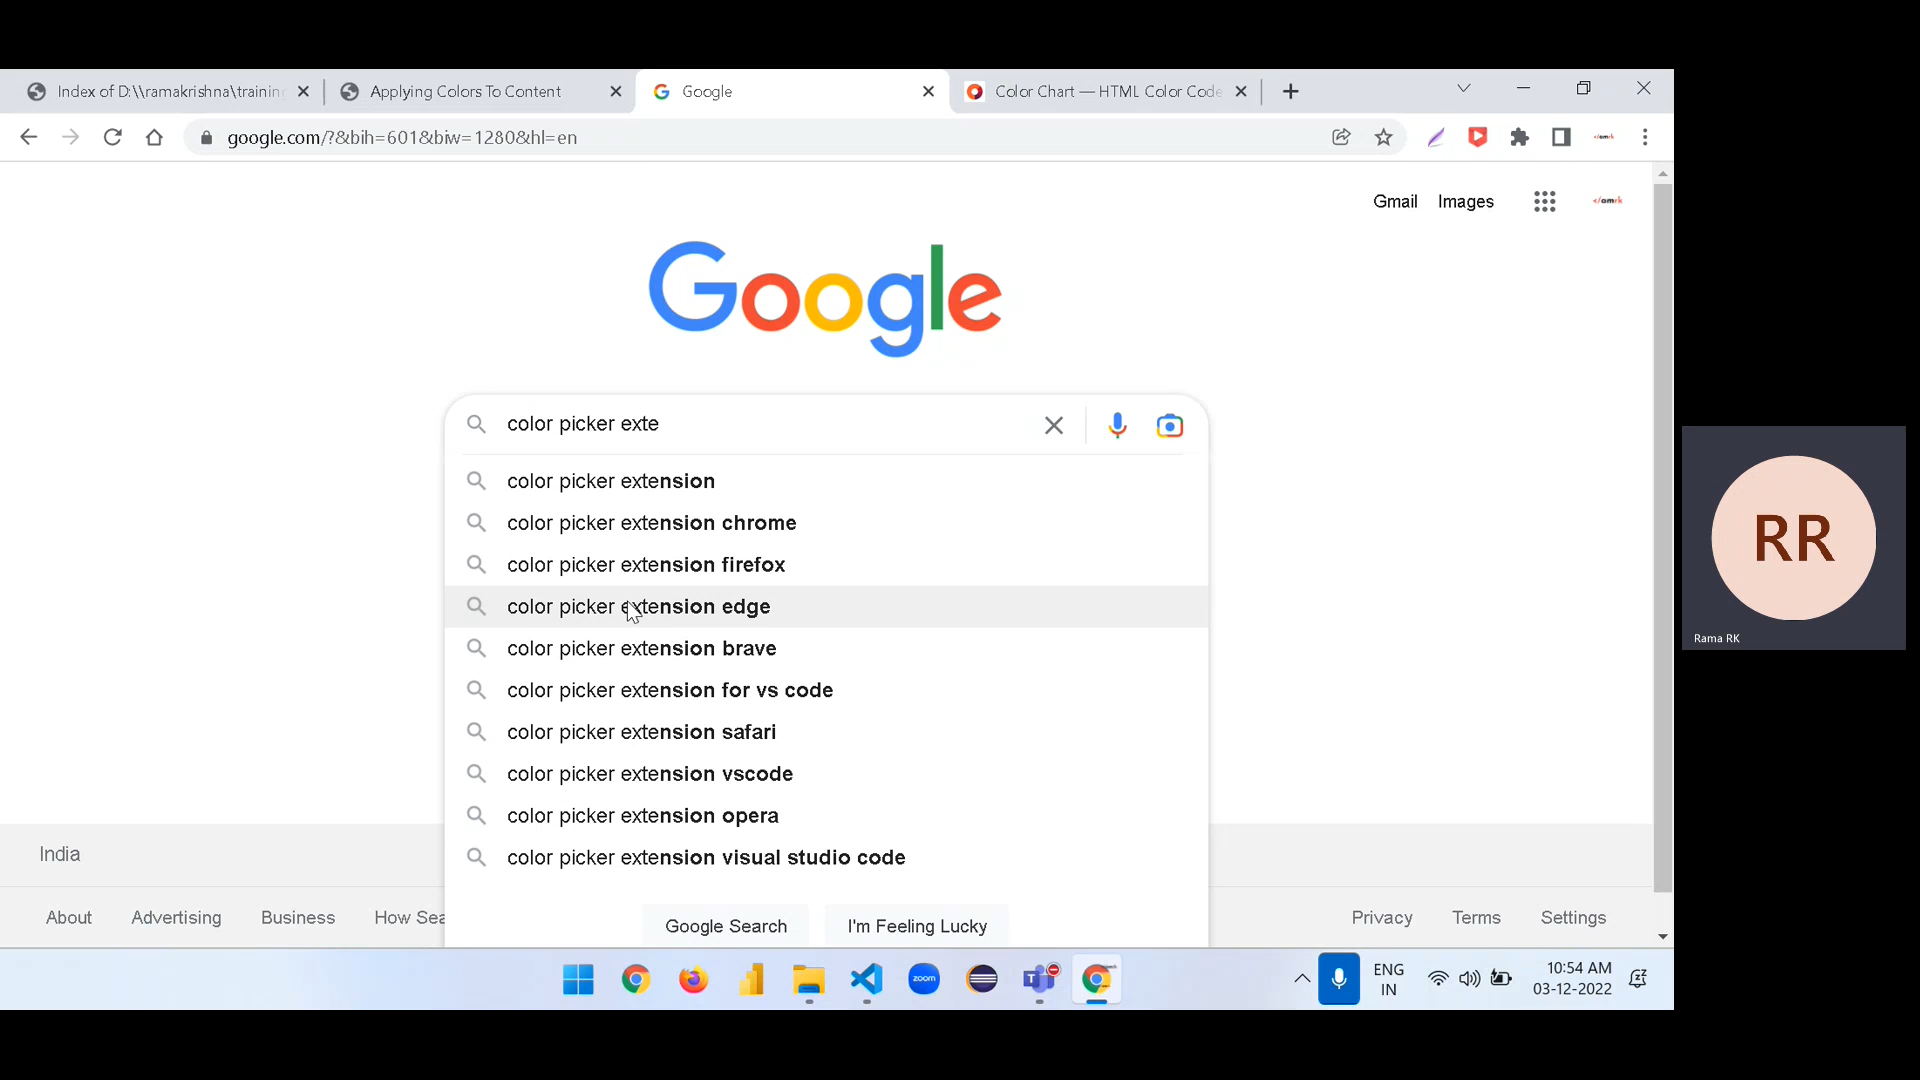 Index of D:\\ramakrishna\training
Applying Colors To Content
Google
Color Chart — HTML Color Code
google.com/?&bih=601&biw=1280&hl=en
Gmail Images
Google
color picker exte
color picker extension
color picker extension chrome
color picker extension firefox
color picker extension edge
color picker extension brave
color picker extension for vs code
color picker extension safari
color picker extension vscode
color picker extension opera
color picker extension visual studio code
RR
Rama RK
India
About Advertising Business How Sea
Google Search I'm Feeling Lucky
Privacy Terms Settings
zoom
ENG
IN
10:54 AM
03-12-2022